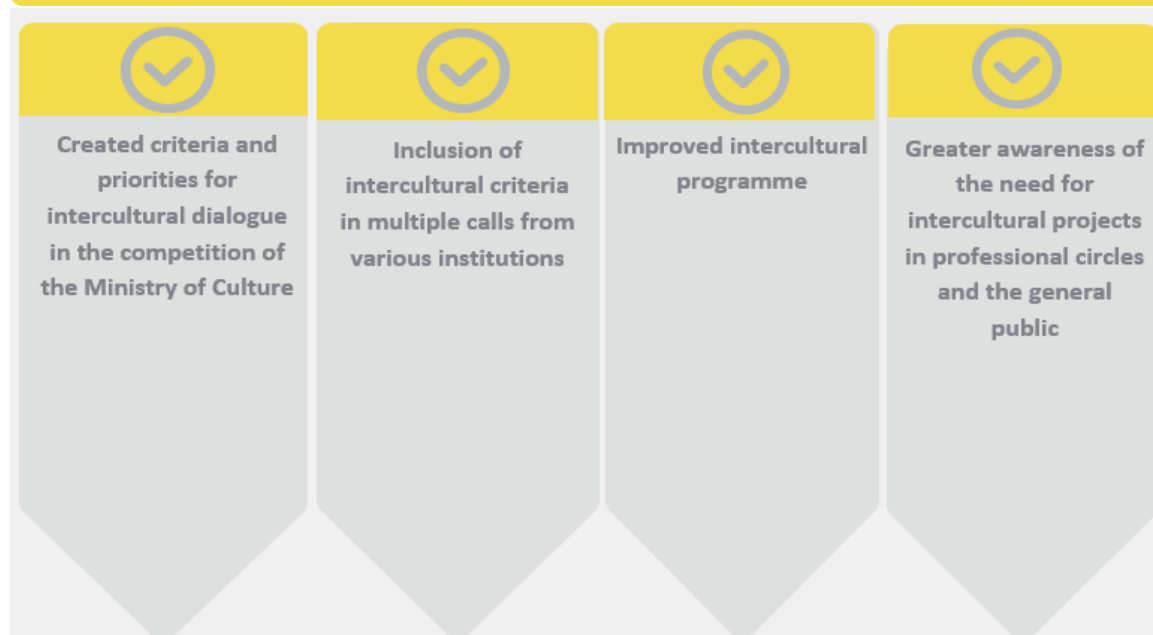 Created criteria and
priorities for
intercultural dialogue
in the competition of
the Ministry of Culture
Inclusion of
intercultural criteria
in multiple calls from
various institutions
Improved intercultural
programme
Greater awareness of
the need for
intercultural projects
in professional circles
and the general
public